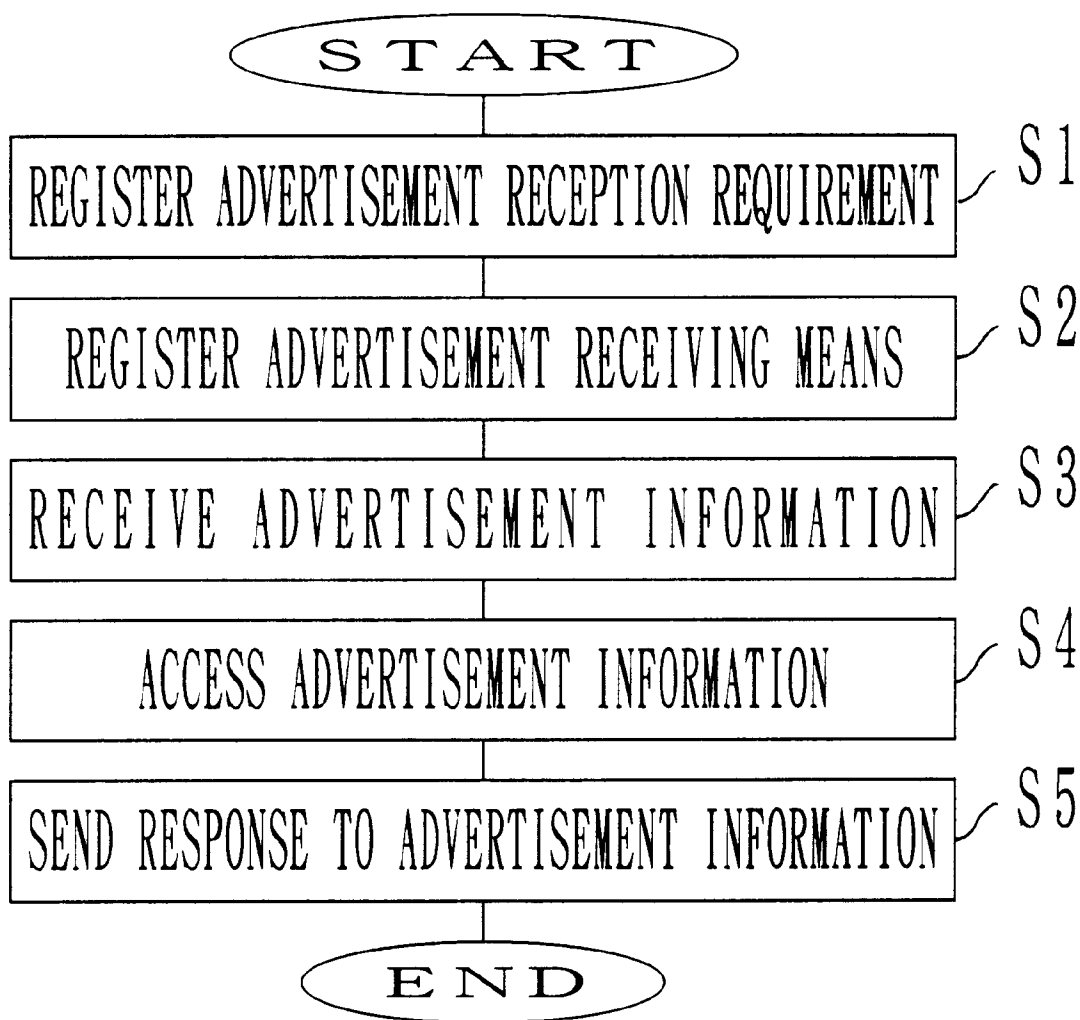 START
REGISTER ADVERTISEMENT RECEPTION REQUIREMENT
S1
REGISTER ADVERTISEMENT RECEIVING MEANS
S2
RECEIVE ADVERTISEMENT INFORMATION
S3
ACCESS ADVERTISEMENT INFORMATION
S4
SEND RESPONSE TO ADVERTISEMENT INFORMATION
S5
END